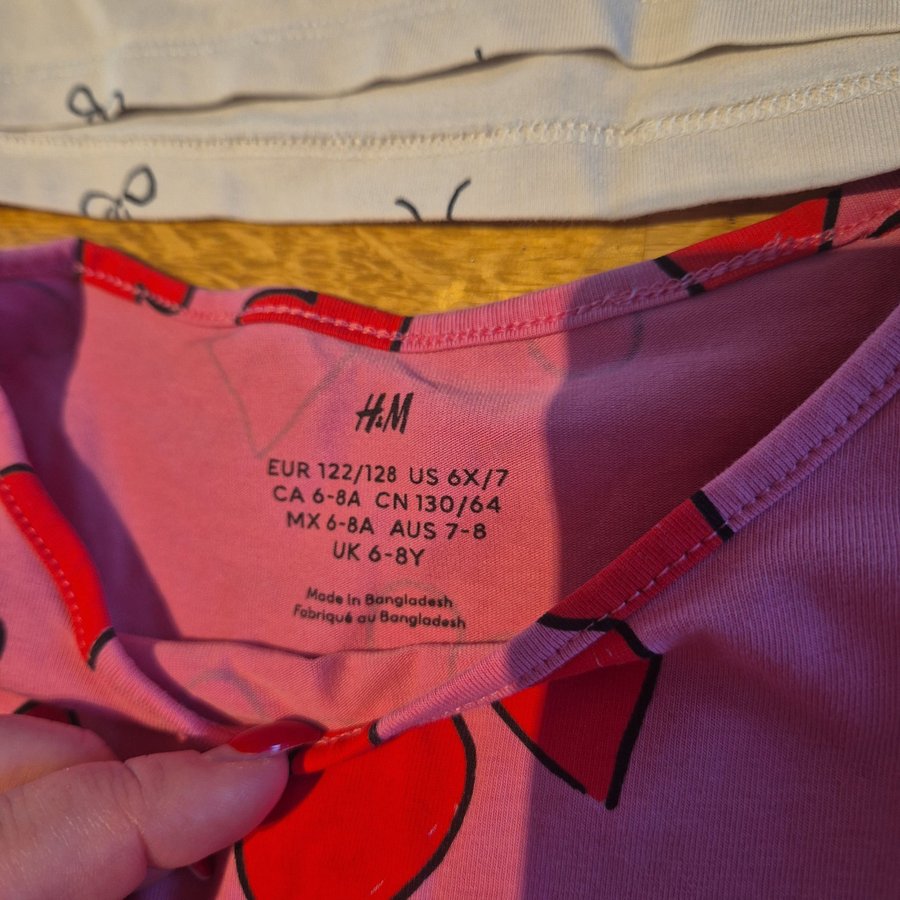 H&M
EUR 122/128 US 6X/7
CA 6-8A CN 130/64
MX 6-8A AUS 7-8
UK 6-8Y
Made in Bangladesh
Fabriqué au Bangladesh